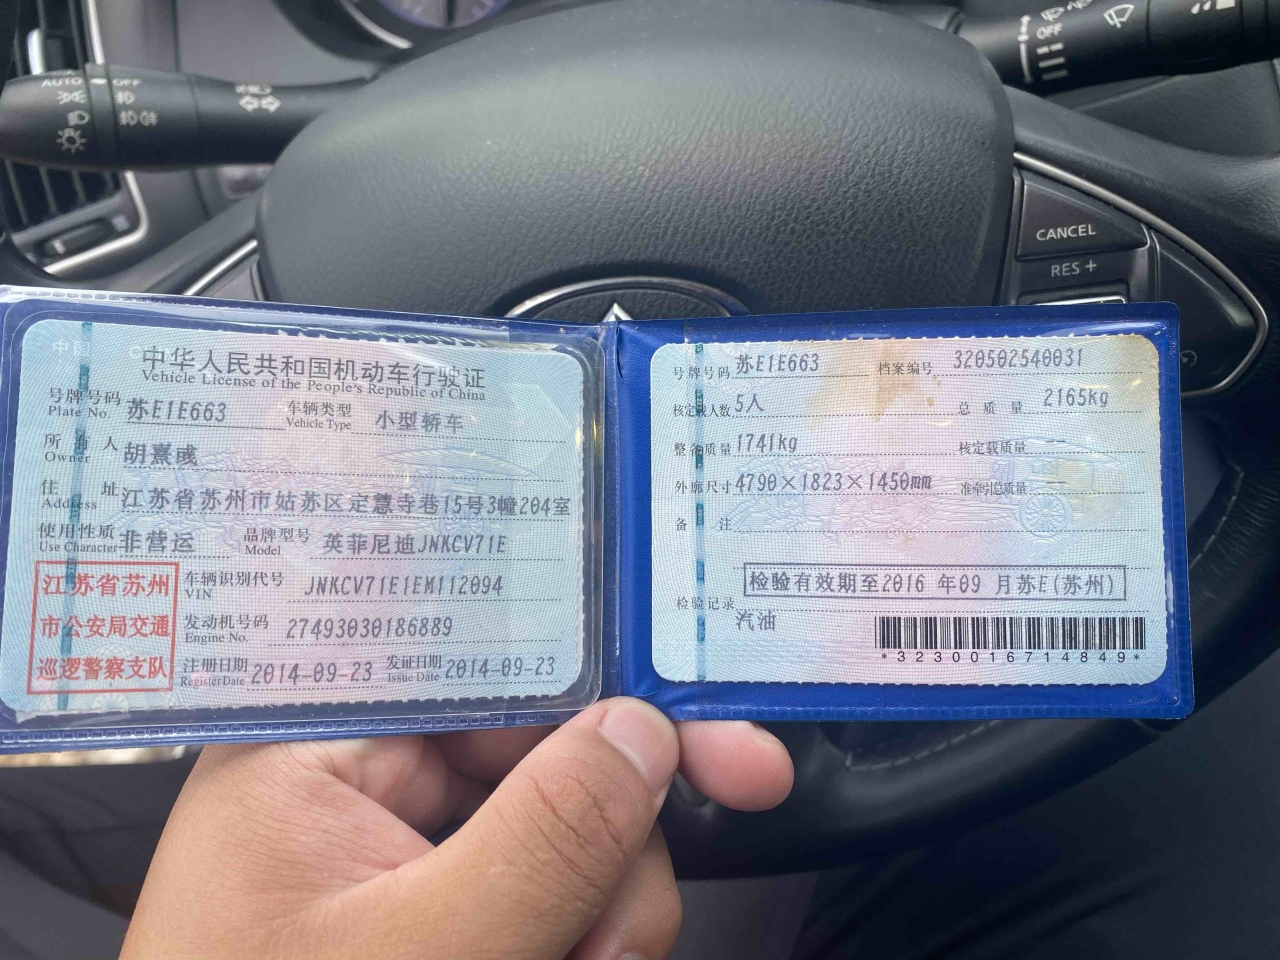 AUTO OFF
OFF
CANCEL
RES +
中华人民共和国机动车行驶证
Vehicle License of the People's Republic of China
号牌号码 苏E1E663 车辆类型 小型轿车
Plate No. Vehicle Type
所有人 胡熹彧
Owner
住址 江苏省苏州市姑苏区定慧寺巷15号3幢204室
Address
使用性质 非营运 品牌型号 英菲尼迪JNKCV71E
Use Character Model
江苏省苏州
市公安局交通
巡逻警察支队
车辆识别代号 JNKCV71E1EM112094
VIN
发动机号码 27493030186889
Engine No.
注册日期 2014-09-23 发证日期 2014-09-23
Register Date Issue Date
号牌号码 苏E1E663 档案编号 320502540031
核定载人数 5人 总质量 2165kg
整备质量 1741kg 核定载质量 --
外廓尺寸 4790×1823×1450mm 准牵引总质量 --
备注
检验有效期至2016 年09 月苏E(苏州)
检验记录
汽油
*3230016714849*